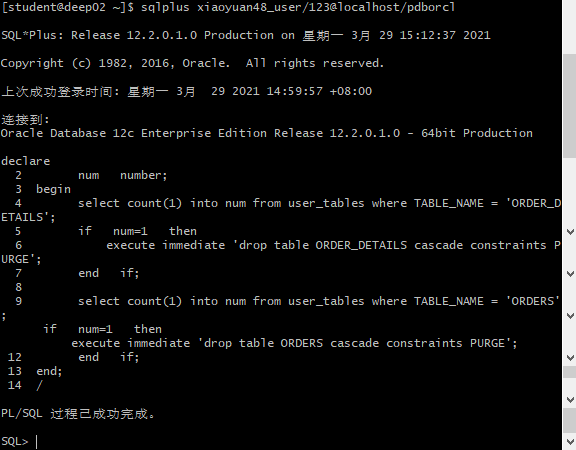 [student@deep02 ~]$ sqlplus xiaoyuan48_user/123@localhost/pdborcl
SQL*Plus: Release 12.2.0.1.0 Production on 星期一 3月 29 15:12:37 2021
Copyright (c) 1982, 2016, Oracle.  All rights reserved.
上次成功登录时间: 星期一 3月  29 2021 14:59:57 +08:00
连接到:
Oracle Database 12c Enterprise Edition Release 12.2.0.1.0 - 64bit Production
declare
  2        num   number;
  3  begin
  4        select count(1) into num from user_tables where TABLE_NAME = 'ORDER_D
ETAILS';
  5        if   num=1   then
  6            execute immediate 'drop table ORDER_DETAILS cascade constraints P
URGE';
  7        end   if;
  8
  9        select count(1) into num from user_tables where TABLE_NAME = 'ORDERS'
;
      if   num=1   then
          execute immediate 'drop table ORDERS cascade constraints PURGE';
 12        end   if;
 13  end;
 14  /
PL/SQL 过程已成功完成。
SQL>